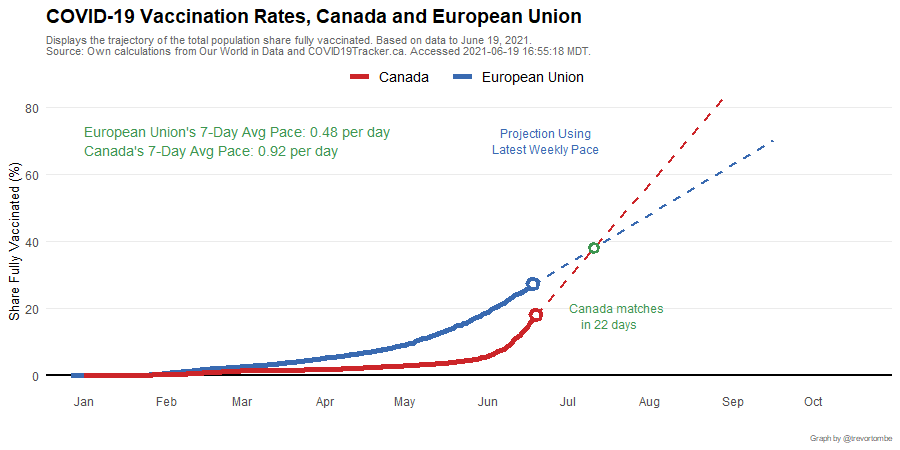 COVID-19 Vaccination Rates, Canada and European Union
Displays the trajectory of the total population share fully vaccinated. Based on data to June 19, 2021.
Source: Own calculations from Our World in Data and COVID19Tracker.ca. Accessed 2021-06-19 16:55:18 MDT.
Canada
European Union
80
60
40
20
0
Share Fully Vaccinated (%)
European Union's 7-Day Avg Pace: 0.48 per day
Canada's 7-Day Avg Pace: 0.92 per day
Projection Using
Latest Weekly Pace
Canada matches
in 22 days
Jan
Feb
Mar
Apr
May
Jun
Jul
Aug
Sep
Oct
Graph by @trevortombe